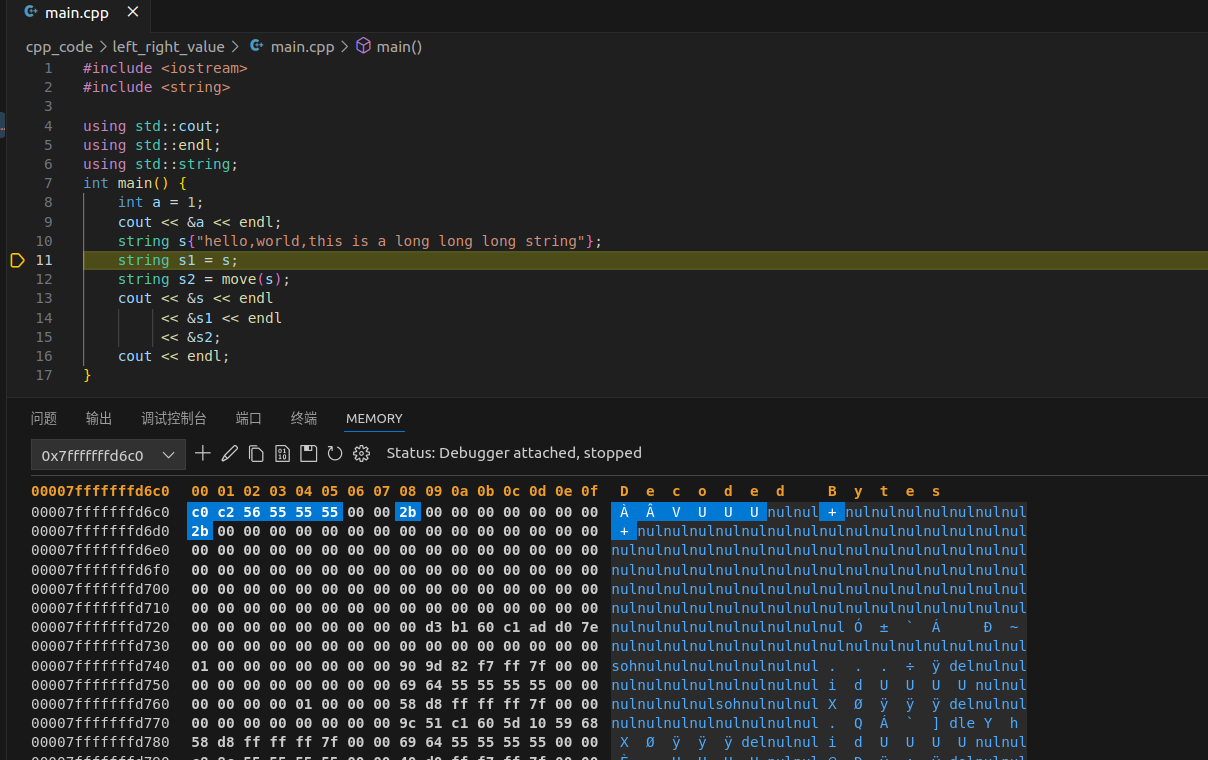 main.cpp
cpp_code > left_right_value > main.cpp > main()
1 #include <iostream>
2 #include <string>
3
4 using std::cout;
5 using std::endl;
6 using std::string;
7 int main() {
8 int a = 1;
9 cout << &a << endl;
10 string s{"hello,world,this is a long long long string"};
11 string s1 = s;
12 string s2 = move(s);
13 cout << &s << endl
14 << &s1 << endl
15 << &s2;
16 cout << endl;
17 }
问题 输出 调试控制台 端口 终端 MEMORY
0x7fffffffd6c0 Status: Debugger attached, stopped
00007fffffffd6c0 00 01 02 03 04 05 06 07 08 09 0a 0b 0c 0d 0e 0f D e c o d e d B y t e s
00007fffffffd6c0 c0 c2 56 55 55 55 00 00 2b 00 00 00 00 00 00 00 À Â V U U U nulnul + nulnulnulnulnulnulnul
00007fffffffd6d0 2b 00 00 00 00 00 00 00 00 00 00 00 00 00 00 00 + nulnulnulnulnulnulnulnulnulnulnulnulnulnulnul
00007fffffffd6e0 00 00 00 00 00 00 00 00 00 00 00 00 00 00 00 00 nulnulnulnulnulnulnulnulnulnulnulnulnulnulnulnul
00007fffffffd6f0 00 00 00 00 00 00 00 00 00 00 00 00 00 00 00 00 nulnulnulnulnulnulnulnulnulnulnulnulnulnulnulnul
00007fffffffd700 00 00 00 00 00 00 00 00 00 00 00 00 00 00 00 00 nulnulnulnulnulnulnulnulnulnulnulnulnulnulnulnul
00007fffffffd710 00 00 00 00 00 00 00 00 00 00 00 00 00 00 00 00 nulnulnulnulnulnulnulnulnulnulnulnulnulnulnulnul
00007fffffffd720 00 00 00 00 00 00 00 00 00 d3 b1 60 c1 ad d0 7e nulnulnulnulnulnulnulnulnul Ó ± ` Á Ð ~
00007fffffffd730 00 00 00 00 00 00 00 00 00 00 00 00 00 00 00 00 nulnulnulnulnulnulnulnulnulnulnulnulnulnulnulnul
00007fffffffd740 01 00 00 00 00 00 00 00 90 9d 82 f7 ff 7f 00 00 sohnulnulnulnulnulnulnul . . . ÷ ÿ delnulnul
00007fffffffd750 00 00 00 00 00 00 00 00 69 64 55 55 55 55 00 00 nulnulnulnulnulnulnulnul i d U U U U nulnul
00007fffffffd760 00 00 00 00 01 00 00 00 58 d8 ff ff ff 7f 00 00 nulnulnulnulsohnulnulnul X Ø ÿ ÿ ÿ delnulnul
00007fffffffd770 00 00 00 00 00 00 00 00 9c 51 c1 60 5d 10 59 68 nulnulnulnulnulnulnulnul . Q Á ` ] dle Y h
00007fffffffd780 58 d8 ff ff ff 7f 00 00 69 64 55 55 55 55 00 00 X Ø ÿ ÿ ÿ delnulnul i d U U U U nulnul